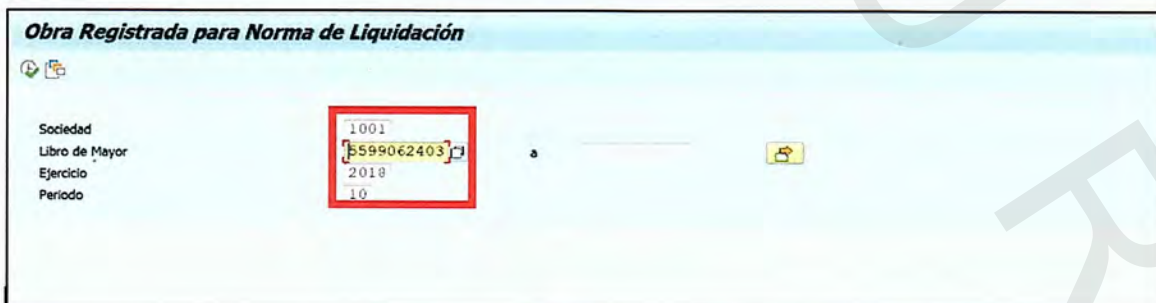 Obra Registrada para Norma de Liquidación
Sociedad 1001
Libro de Mayor 5599062403 a
Ejercicio 2018
Periodo 10